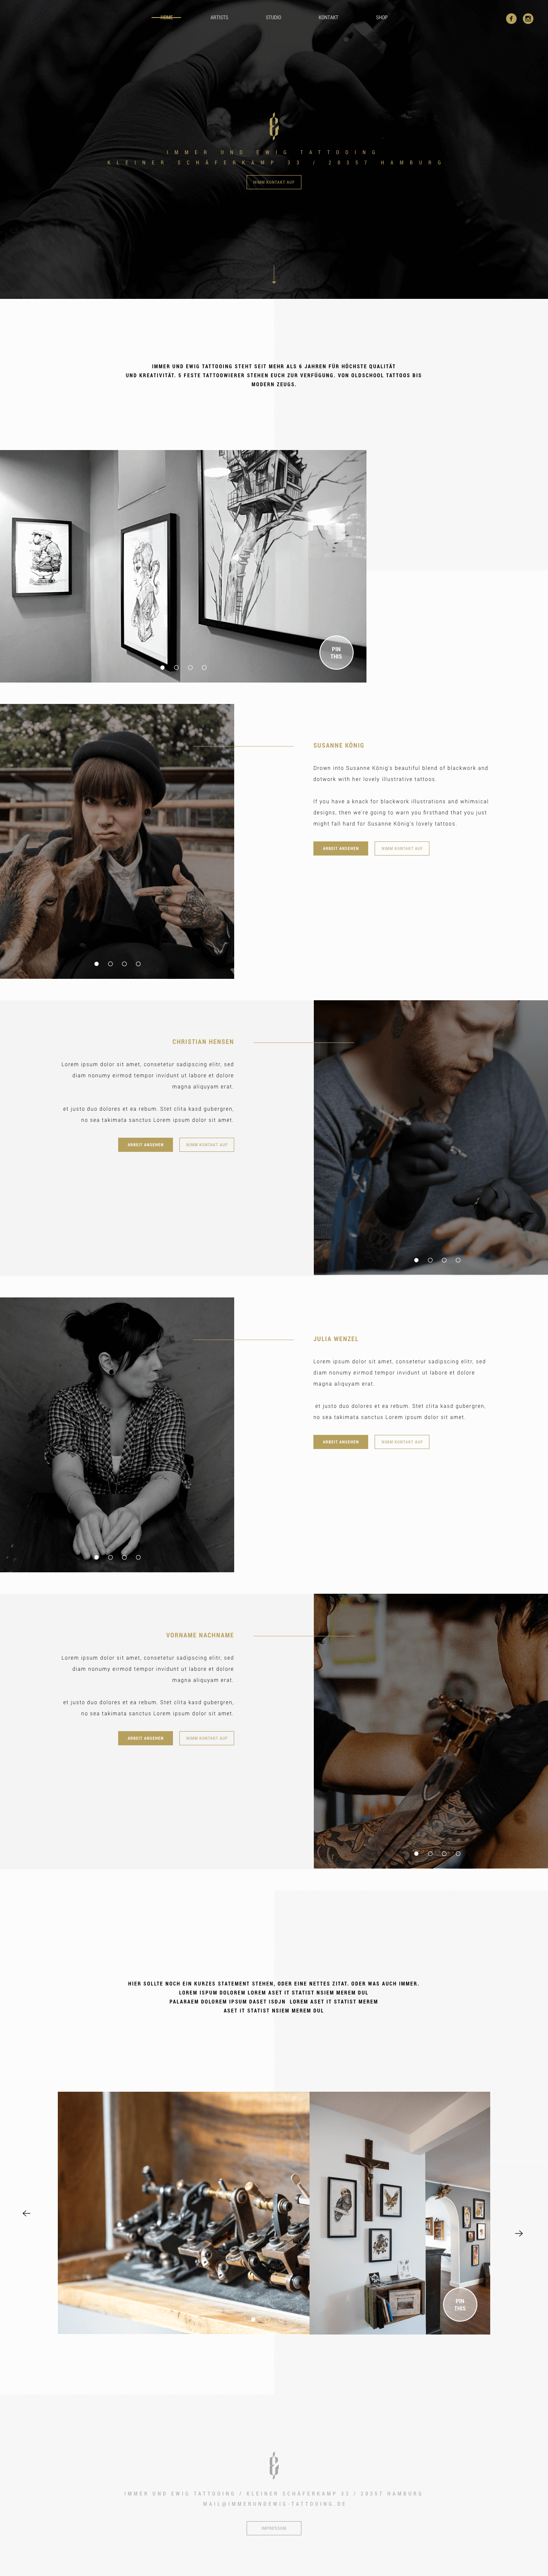 HOME ARTISTS STUDIO KONTAKT SHOP
IMMER UND EWIG TATTOOING
KLEINER SCHÄFERKAMP 33 / 20357 HAMBURG
NIMM KONTAKT AUF
IMMER UND EWIG TATTOOING STEHT SEIT MEHR ALS 6 JAHREN FÜR HÖCHSTE QUALITÄT
UND KREATIVITÄT. 5 FESTE TATTOOWIERER STEHEN EUCH ZUR VERFÜGUNG. VON OLDSCHOOL TATTOOS BIS
MODERN ZEUGS.
PIN
THIS
SUSANNE KÖNIG
Drown into Susanne König's beautiful blend of blackwork and
dotwork with her lovely illustrative tattoos.
If you have a knack for blackwork illustrations and whimsical
designs, then we're going to warn you firsthand that you just
might fall hard for Susanne König's lovely tattoos.
ARBEIT ANSEHEN NIMM KONTAKT AUF
CHRISTIAN HENSEN
Lorem ipsum dolor sit amet, consetetur sadipscing elitr, sed
diam nonumy eirmod tempor invidunt ut labore et dolore
magna aliquyam erat.
et justo duo dolores et ea rebum. Stet clita kasd gubergren,
no sea takimata sanctus Lorem ipsum dolor sit amet.
ARBEIT ANSEHEN NIMM KONTAKT AUF
JULIA WENZEL
Lorem ipsum dolor sit amet, consetetur sadipscing elitr, sed
diam nonumy eirmod tempor invidunt ut labore et dolore
magna aliquyam erat.
et justo duo dolores et ea rebum. Stet clita kasd gubergren,
no sea takimata sanctus Lorem ipsum dolor sit amet.
ARBEIT ANSEHEN NIMM KONTAKT AUF
VORNAME NACHNAME
Lorem ipsum dolor sit amet, consetetur sadipscing elitr, sed
diam nonumy eirmod tempor invidunt ut labore et dolore
magna aliquyam erat.
et justo duo dolores et ea rebum. Stet clita kasd gubergren,
no sea takimata sanctus Lorem ipsum dolor sit amet.
ARBEIT ANSEHEN NIMM KONTAKT AUF
HIER SOLLTE NOCH EIN KURZES STATEMENT STEHEN, ODER EINE NETTES ZITAT. ODER WAS AUCH IMMER.
LOREM ISPUM DOLOREM LOREM ASET IT STATIST NSIEM MEREM DUL
PALARAEM DOLOREM IPSUM DASET ISDJN LOREM ASET IT STATIST MEREM
ASET IT STATIST NSIEM MEREM DUL
PIN
THIS
IMMER UND EWIG TATTOOING / KLEINER SCHÄFERKAMP 33 / 20357 HAMBURG
MAIL@IMMERUNDEWIG-TATTOOING.DE
IMPRESSUM